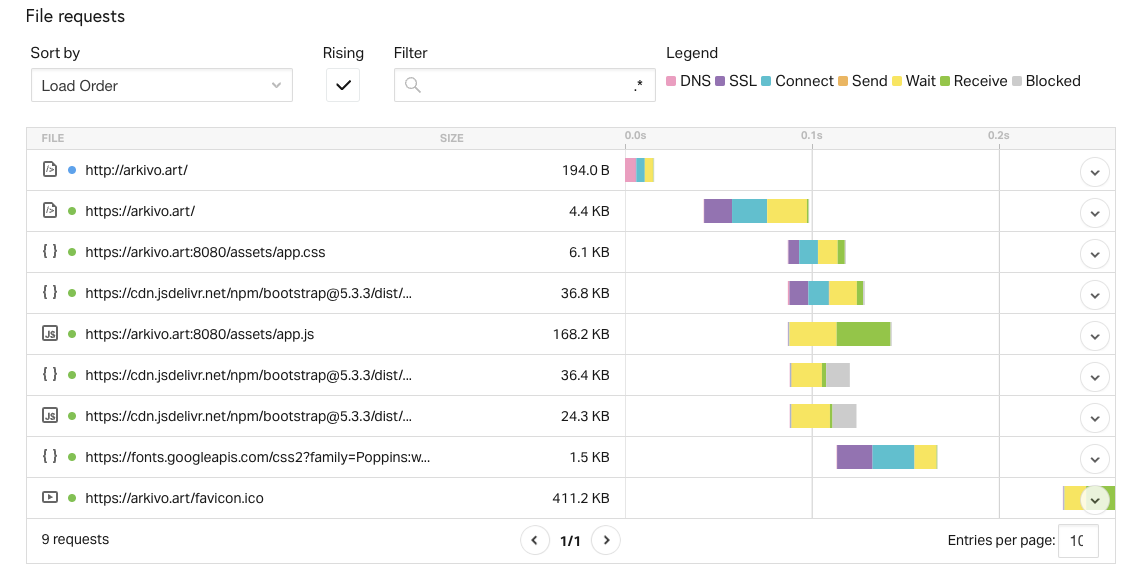 File requests
Sort by Rising Filter Legend
Load Order .* DNS SSL Connect Send Wait Receive Blocked
FILE SIZE 0.0s 0.1s 0.2s
http://arkivo.art/ 194.0 B
https://arkivo.art/ 4.4 KB
{ } https://arkivo.art:8080/assets/app.css 6.1 KB
{ } https://cdn.jsdelivr.net/npm/bootstrap@5.3.3/dist/... 36.8 KB
JS https://arkivo.art:8080/assets/app.js 168.2 KB
{ } https://cdn.jsdelivr.net/npm/bootstrap@5.3.3/dist/... 36.4 KB
JS https://cdn.jsdelivr.net/npm/bootstrap@5.3.3/dist/... 24.3 KB
{ } https://fonts.googleapis.com/css2?family=Poppins:w... 1.5 KB
https://arkivo.art/favicon.ico 411.2 KB
9 requests 1/1 Entries per page: 10